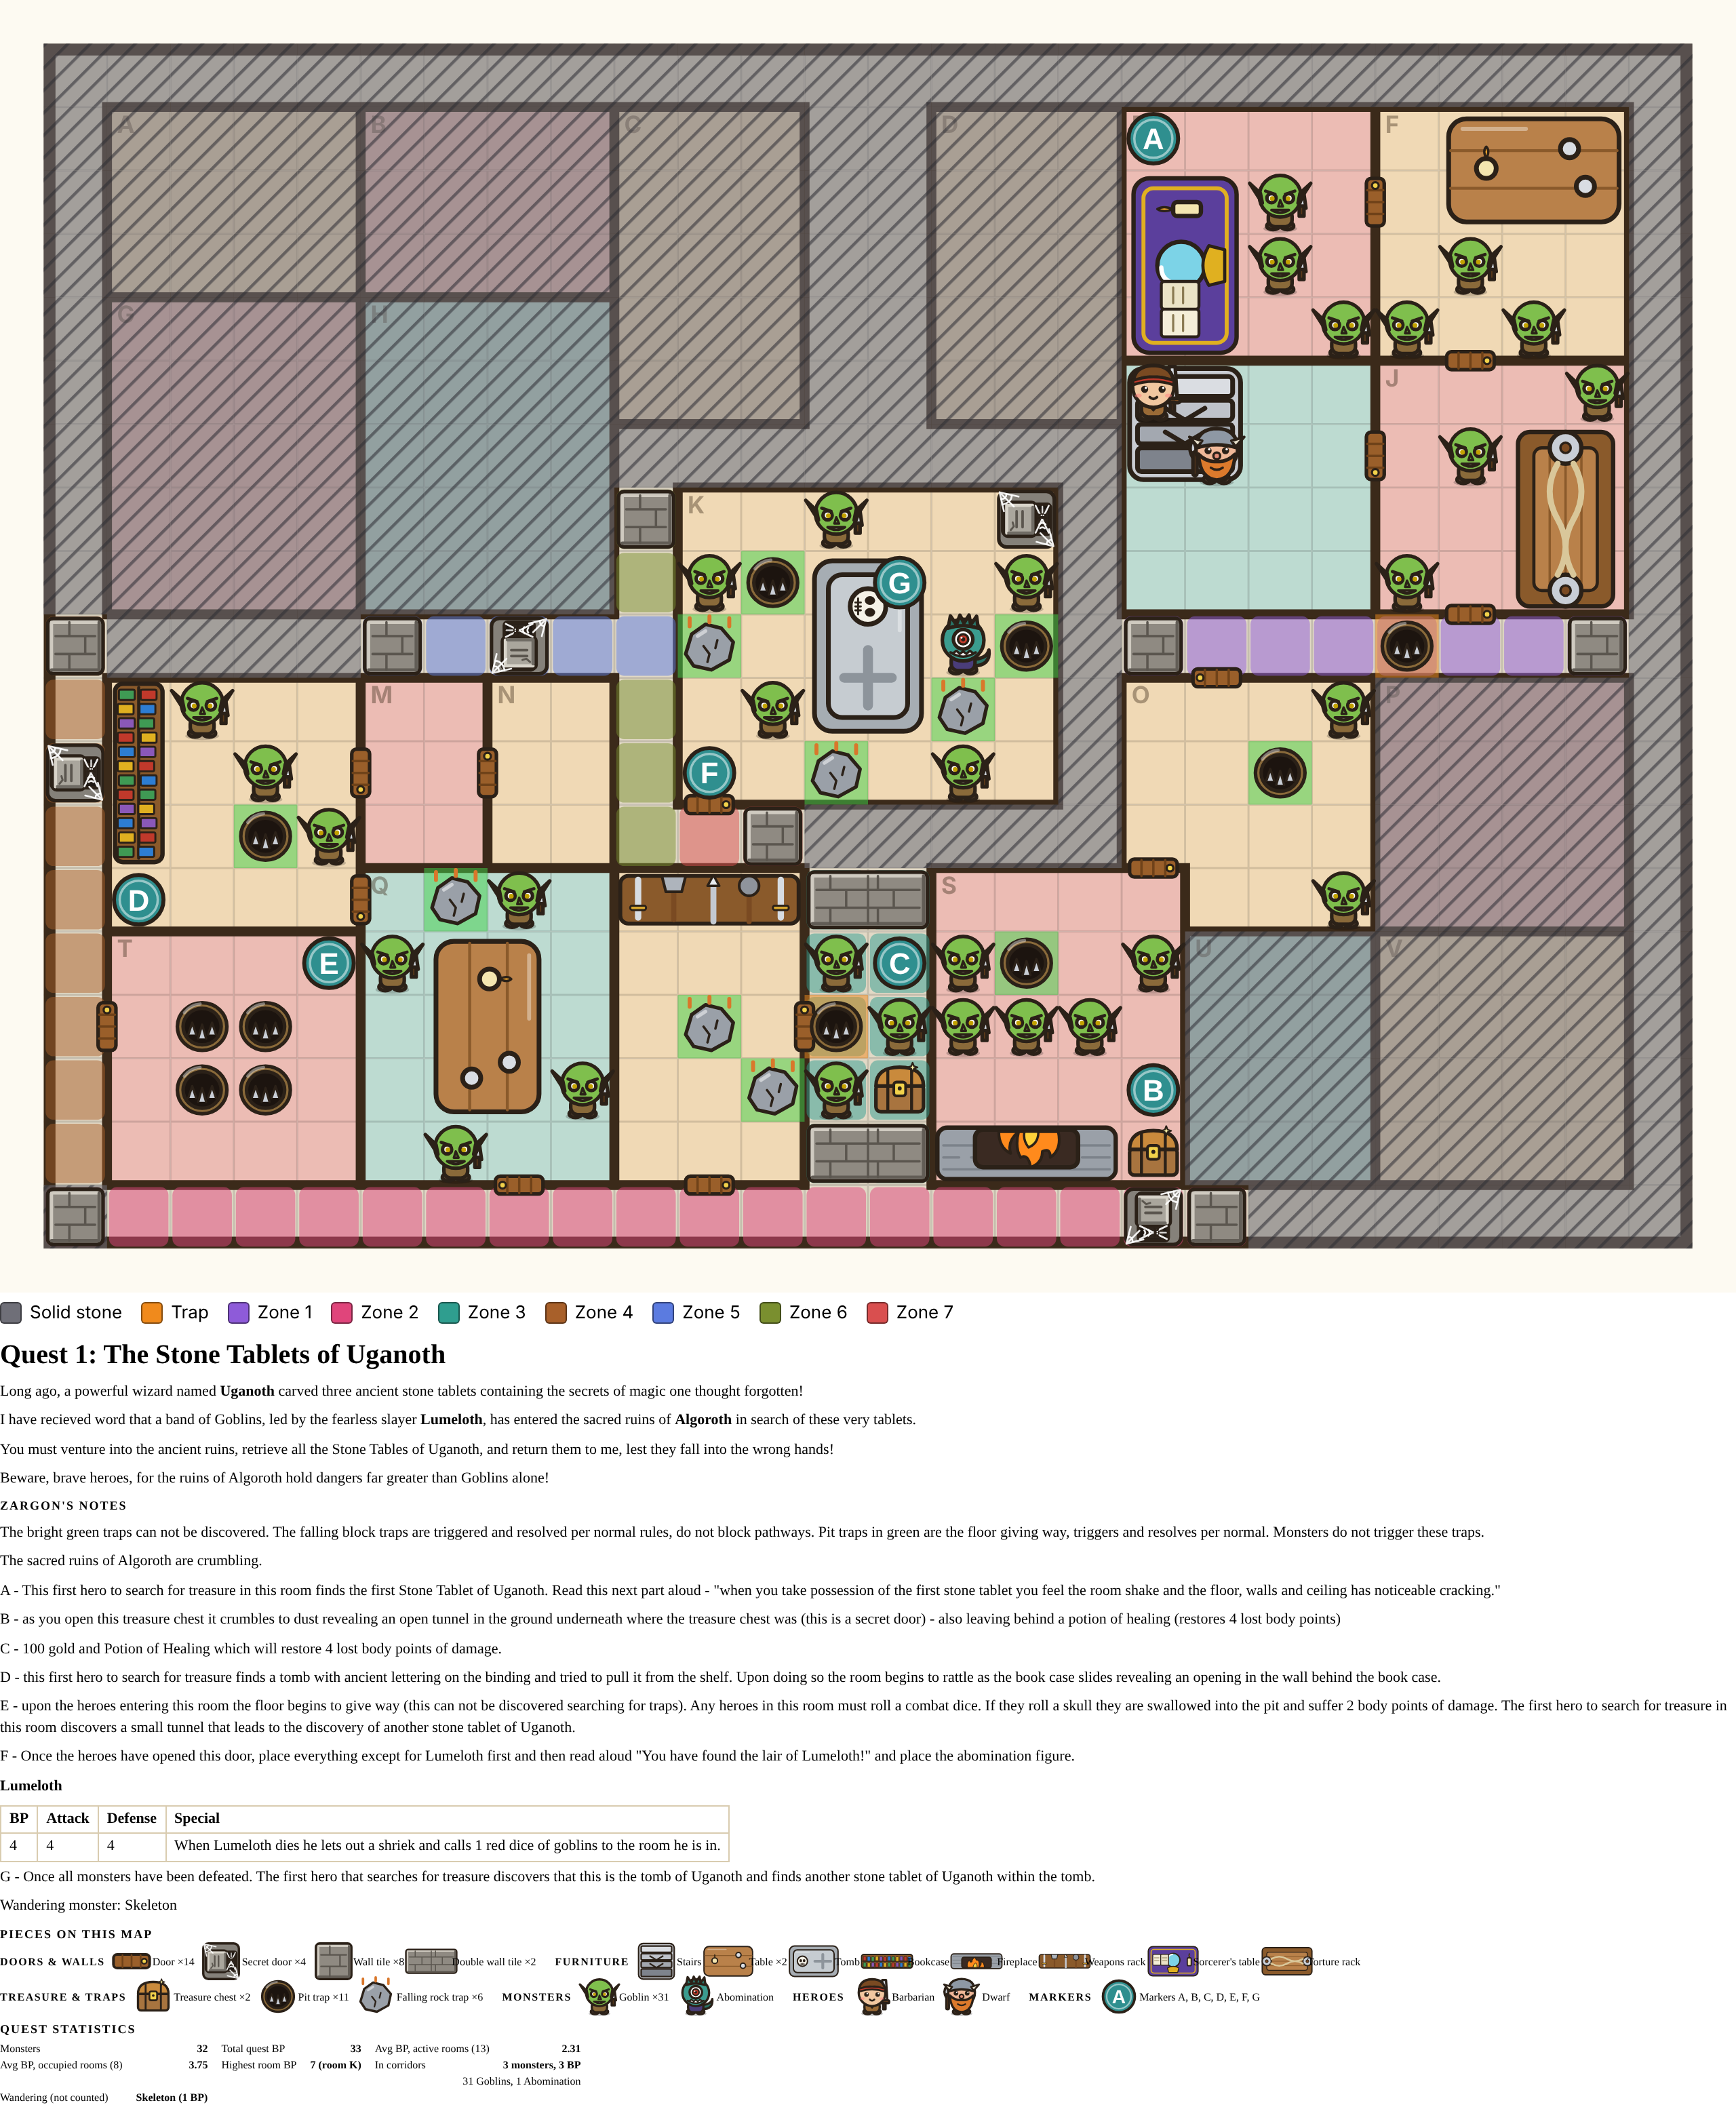 A
B
C
D
A
F
G
H
J
K
G
M
N
O
P
F
D
Q
S
T
E
C
U
V
B
Solid stone Trap Zone 1 Zone 2 Zone 3 Zone 4 Zone 5 Zone 6 Zone 7
Quest 1: The Stone Tablets of Uganoth
Long ago, a powerful wizard named Uganoth carved three ancient stone tablets containing the secrets of magic one thought forgotten!
I have recieved word that a band of Goblins, led by the fearless slayer Lumeloth, has entered the sacred ruins of Algoroth in search of these very tablets.
You must venture into the ancient ruins, retrieve all the Stone Tables of Uganoth, and return them to me, lest they fall into the wrong hands!
Beware, brave heroes, for the ruins of Algoroth hold dangers far greater than Goblins alone!
ZARGON'S NOTES
The bright green traps can not be discovered. The falling block traps are triggered and resolved per normal rules, do not block pathways. Pit traps in green are the floor giving way, triggers and resolves per normal. Monsters do not trigger these traps.
The sacred ruins of Algoroth are crumbling.
A - This first hero to search for treasure in this room finds the first Stone Tablet of Uganoth. Read this next part aloud - "when you take possession of the first stone tablet you feel the room shake and the floor, walls and ceiling has noticeable cracking."
B - as you open this treasure chest it crumbles to dust revealing an open tunnel in the ground underneath where the treasure chest was (this is a secret door) - also leaving behind a potion of healing (restores 4 lost body points)
C - 100 gold and Potion of Healing which will restore 4 lost body points of damage.
D - this first hero to search for treasure finds a tomb with ancient lettering on the binding and tried to pull it from the shelf. Upon doing so the room begins to rattle as the book case slides revealing an opening in the wall behind the book case.
E - upon the heroes entering this room the floor begins to give way (this can not be discovered searching for traps). Any heroes in this room must roll a combat dice. If they roll a skull they are swallowed into the pit and suffer 2 body points of damage. The first hero to search for treasure in
this room discovers a small tunnel that leads to the discovery of another stone tablet of Uganoth.
F - Once the heroes have opened this door, place everything except for Lumeloth first and then read aloud "You have found the lair of Lumeloth!" and place the abomination figure.
Lumeloth
BP Attack Defense Special
4 4 4 When Lumeloth dies he lets out a shriek and calls 1 red dice of goblins to the room he is in.
G - Once all monsters have been defeated. The first hero that searches for treasure discovers that this is the tomb of Uganoth and finds another stone tablet of Uganoth within the tomb.
Wandering monster: Skeleton
PIECES ON THIS MAP
DOORS & WALLS Door ×14 Secret door ×4 Wall tile ×8 Double wall tile ×2 FURNITURE Stairs Table ×2 Tomb Bookcase Fireplace Weapons rack Sorcerer's table Torture rack
TREASURE & TRAPS Treasure chest ×2 Pit trap ×11 Falling rock trap ×6 MONSTERS Goblin ×31 Abomination HEROES Barbarian Dwarf MARKERS A Markers A, B, C, D, E, F, G
QUEST STATISTICS
Monsters 32 Total quest BP 33 Avg BP, active rooms (13) 2.31
Avg BP, occupied rooms (8) 3.75 Highest room BP 7 (room K) In corridors 3 monsters, 3 BP
31 Goblins, 1 Abomination
Wandering (not counted) Skeleton (1 BP)